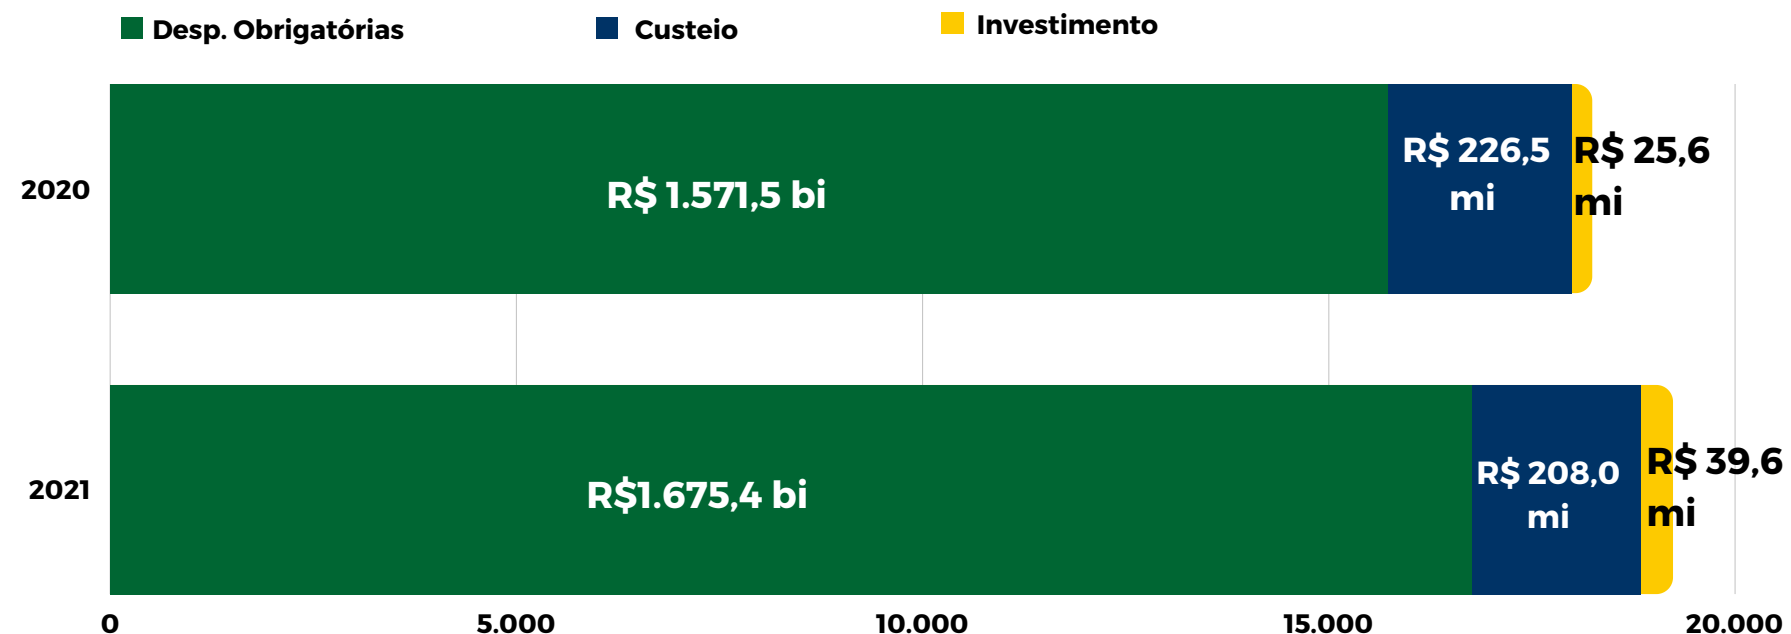 Desp. Obrigatórias
Custeio
Investimento
2020
R$ 1.571,5 bi
R$ 226,5
mi
R$ 25,6
mi
2021
R$1.675,4 bi
R$ 208,0
mi
R$ 39,6
mi
0
5.000
10.000
15.000
20.000